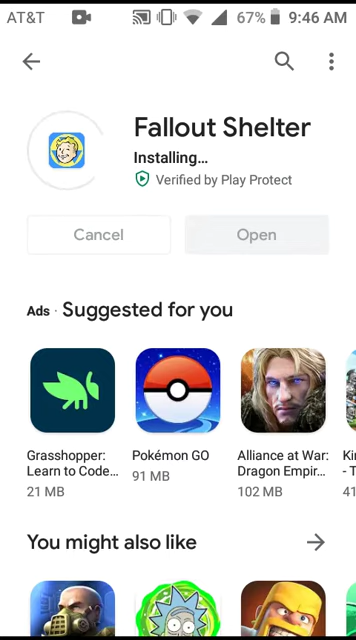 AT&T 67% 9:46 AM
Fallout Shelter
Installing...
Verified by Play Protect
Cancel Open
Ads · Suggested for you
Grasshopper: Learn to Code...
21 MB
Pokémon GO
91 MB
Alliance at War: Dragon Empir...
102 MB
Ki
- T
41
You might also like